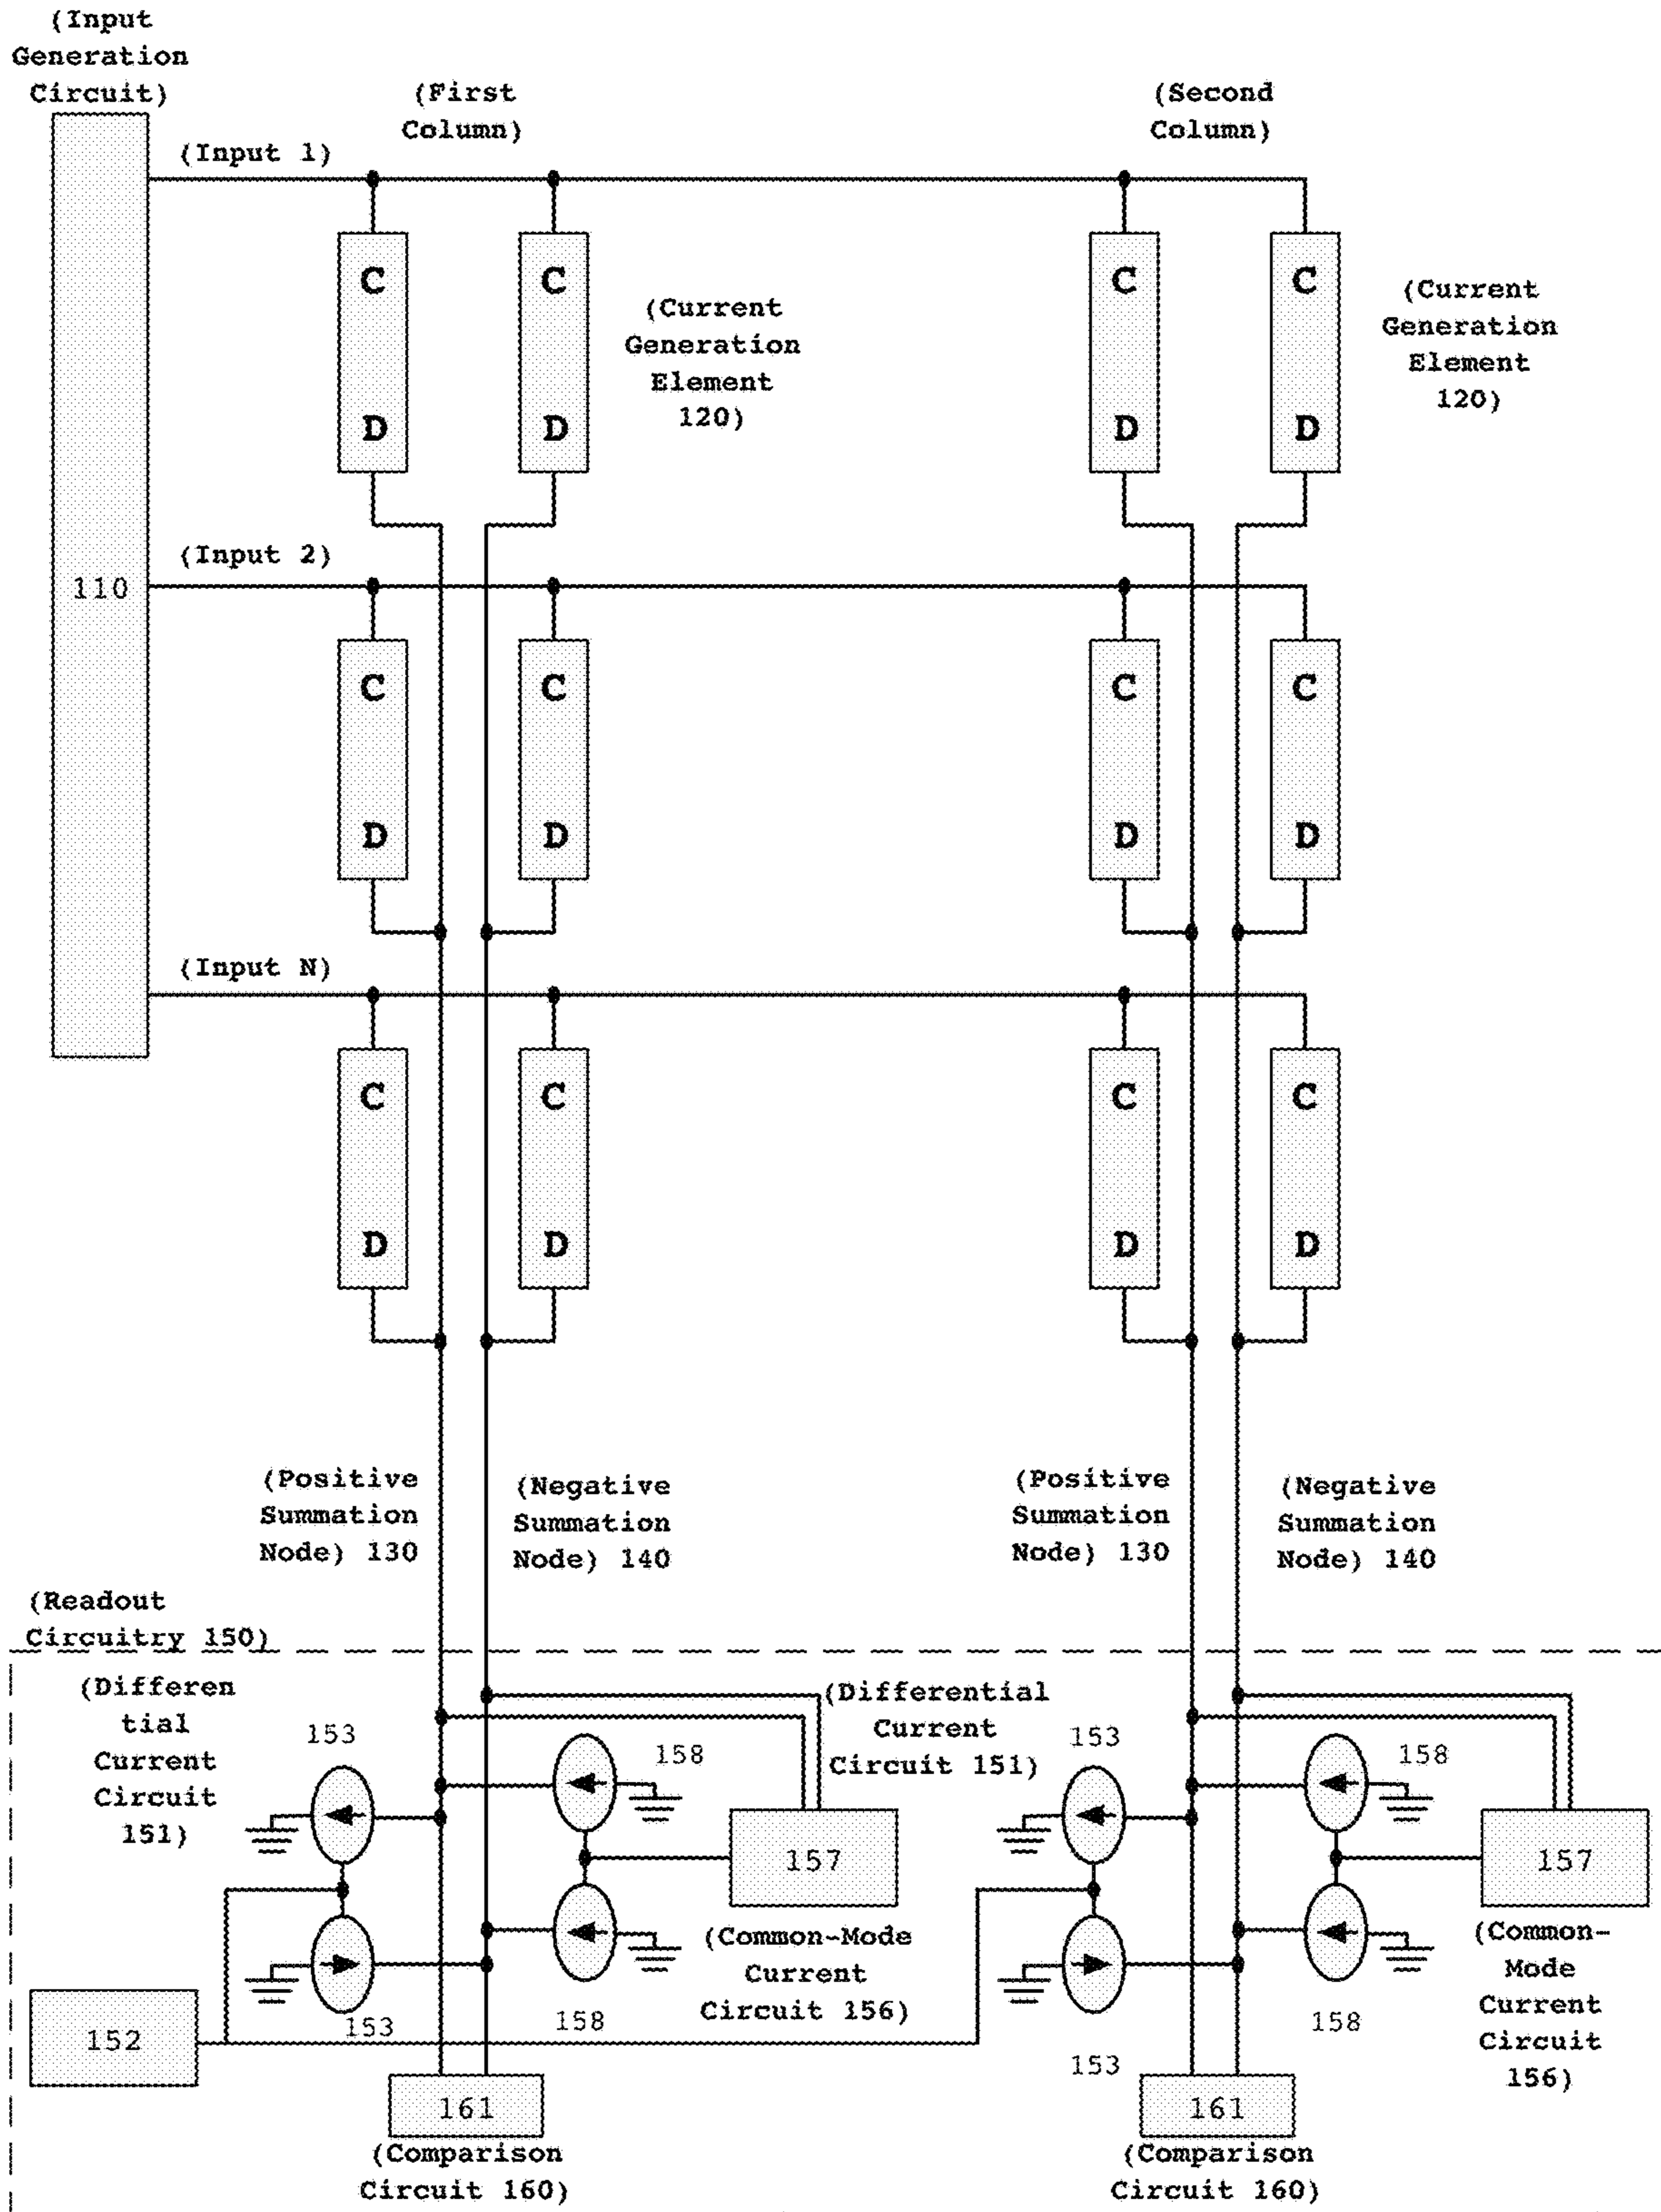 (Input
Generation
Circuit)
(First
Column)
(Second
Column)
(Input 1)
C
C
C
C
(Current
Generation
Element
120)
(Current
Generation
Element
120)
D
D
D
D
(Input 2)
110
C
C
C
C
D
D
D
D
(Input N)
C
C
C
C
D
D
D
D
(Positive
Summation
Node) 130
(Negative
Summation
Node) 140
(Positive
Summation
Node) 130
(Negative
Summation
Node) 140
(Readout
Circuitry 150)
(Differen
tial
Current
Circuit
151)
153
158
(Differential
Current
Circuit 151)
153
158
157
157
(Common-Mode
Current
Circuit 156)
(Common-
Mode
Current
Circuit
156)
152
153
158
153
158
161
161
(Comparison
Circuit 160)
(Comparison
Circuit 160)